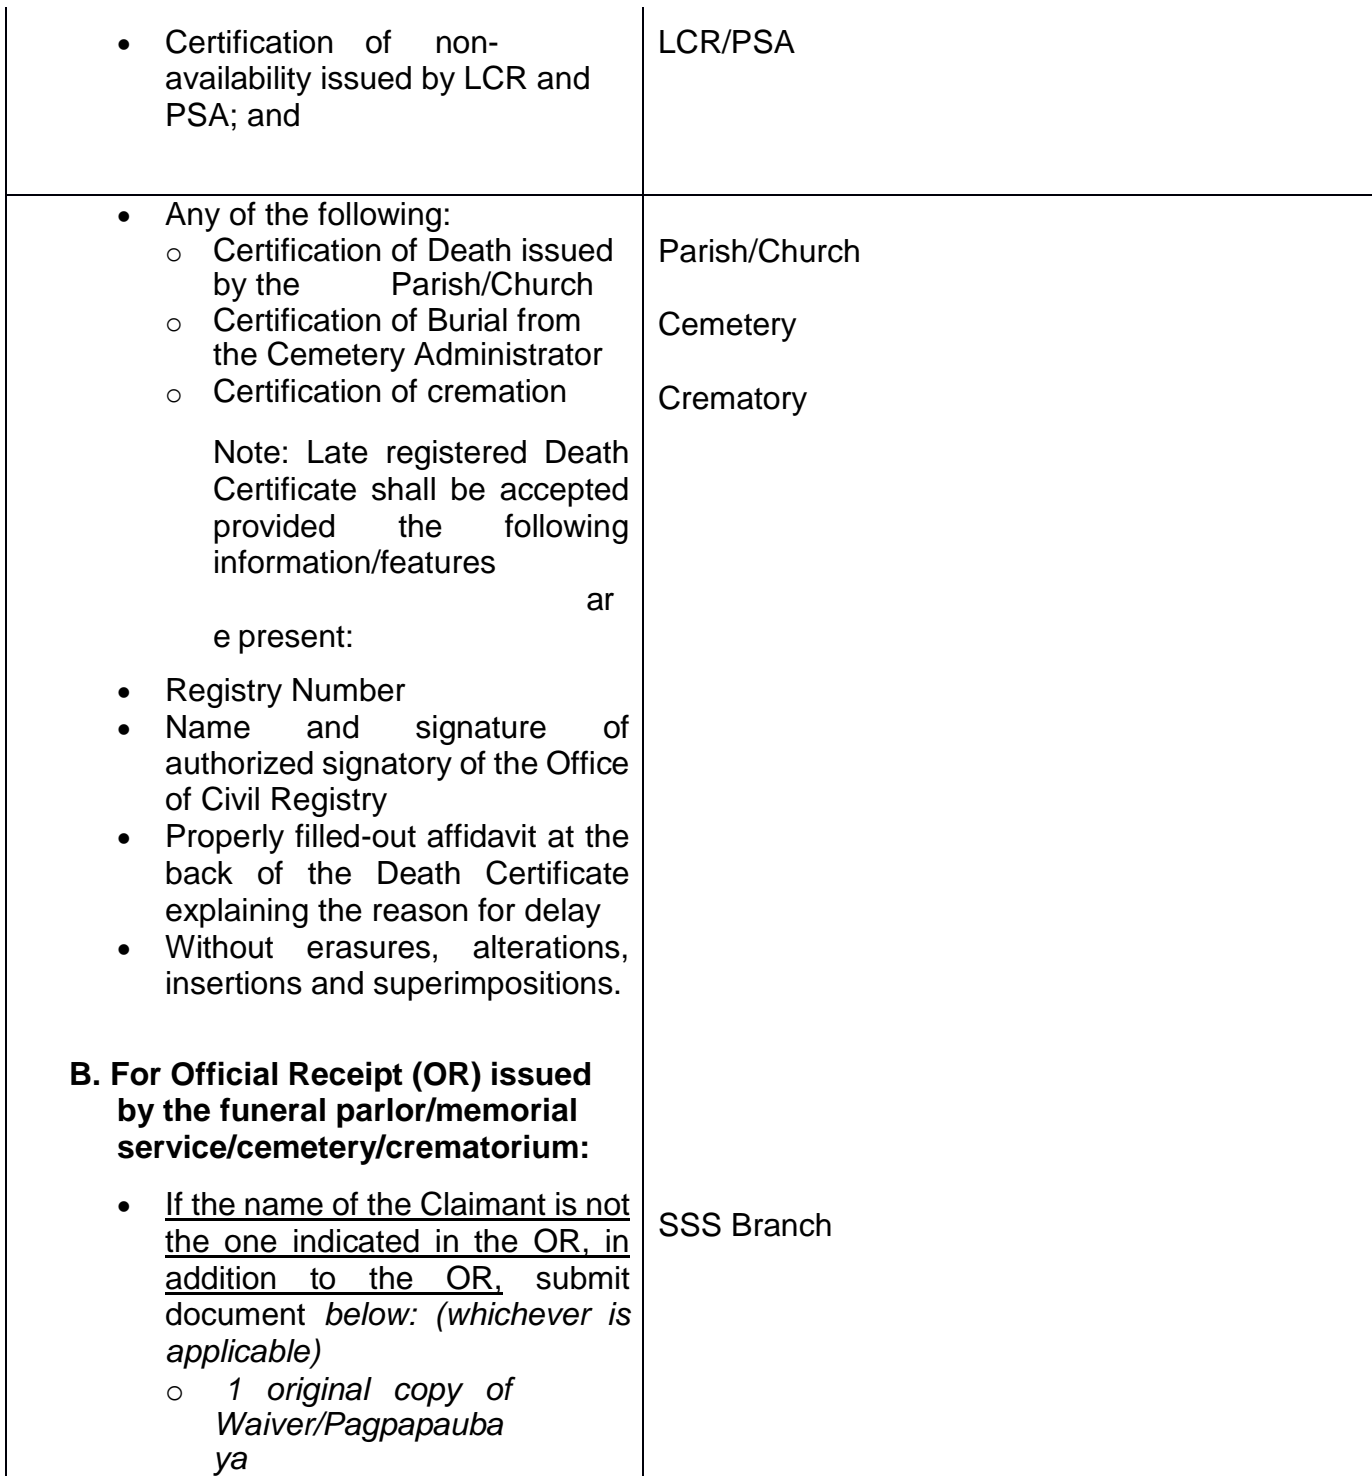 • Certification of non-
availability issued by LCR and
PSA; and
LCR/PSA
• Any of the following:
o Certification of Death issued
by the Parish/Church
Parish/Church
o Certification of Burial from
the Cemetery Administrator
Cemetery
o Certification of cremation
Crematory
Note: Late registered Death
Certificate shall be accepted
provided the following
information/features
ar
e present:
• Registry Number
• Name and signature of
authorized signatory of the Office
of Civil Registry
• Properly filled-out affidavit at the
back of the Death Certificate
explaining the reason for delay
• Without erasures, alterations,
insertions and superimpositions.
B. For Official Receipt (OR) issued
by the funeral parlor/memorial
service/cemetery/crematorium:
• If the name of the Claimant is not
the one indicated in the OR, in
addition to the OR, submit
document below: (whichever is
applicable)
SSS Branch
o 1 original copy of
Waiver/Pagpapauba
ya